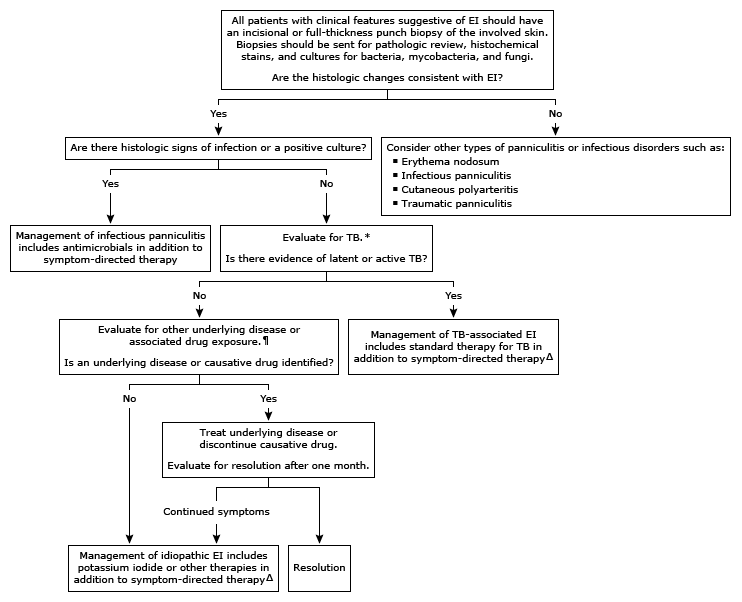 All patients with clinical features suggestive of EI should have
an incisional or full-thickness punch biopsy of the involved skin.
Biopsies should be sent for pathologic review, histochemical
stains, and cultures for bacteria, mycobacteria, and fungi.
Are the histologic changes consistent with EI?
Yes
No
Are there histologic signs of infection or a positive culture?
Consider other types of panniculitis or infectious disorders such as:
▪ Erythema nodosum
▪ Infectious panniculitis
▪ Cutaneous polyarteritis
▪ Traumatic panniculitis
Yes
No
Management of infectious panniculitis
includes antimicrobials in addition to
symptom-directed therapy
Evaluate for TB.*
Is there evidence of latent or active TB?
No
Yes
Evaluate for other underlying disease or
associated drug exposure.¶
Is an underlying disease or causative drug identified?
Management of TB-associated EI
includes standard therapy for TB in
addition to symptom-directed therapyΔ
No
Yes
Treat underlying disease or
discontinue causative drug.
Evaluate for resolution after one month.
Continued symptoms
Management of idiopathic EI includes
potassium iodide or other therapies in
addition to symptom-directed therapyΔ
Resolution